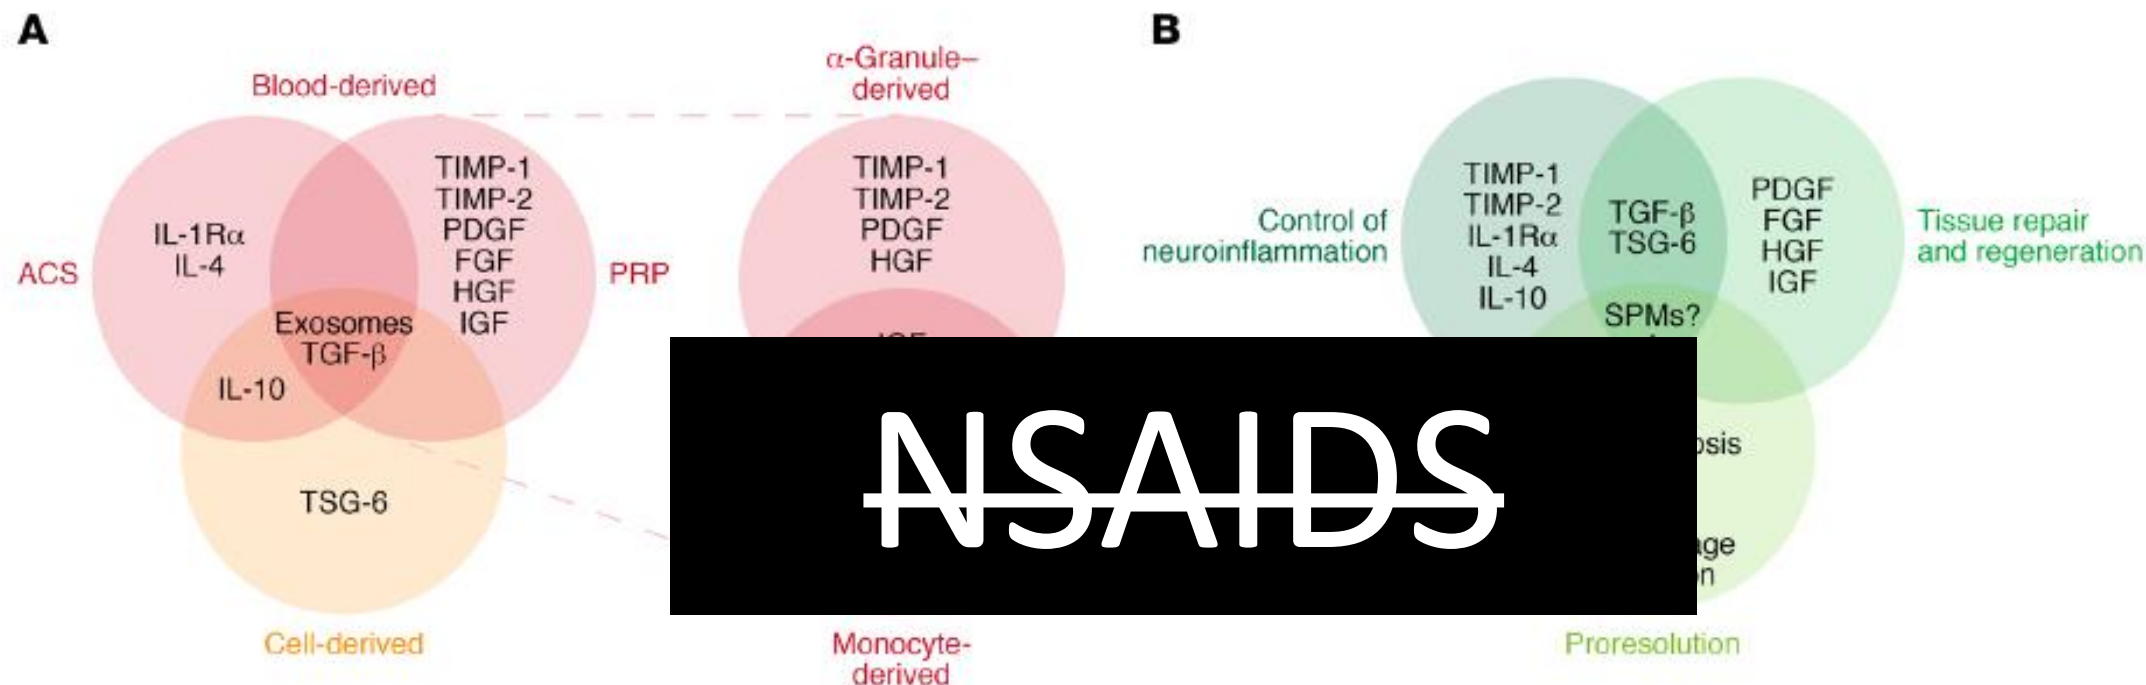 A
Blood-derived
ACS
IL-1Rα
IL-4
TIMP-1
TIMP-2
PDGF
FGF
HGF
IGF
PRP
Exosomes
TGF-β
IL-10
TSG-6
Cell-derived
α-Granule–
derived
TIMP-1
TIMP-2
PDGF
HGF
Monocyte-
derived
NSAIDS
B
Control of
neuroinflammation
TIMP-1
TIMP-2
IL-1Rα
IL-4
IL-10
TGF-β
TSG-6
PDGF
FGF
HGF
IGF
Tissue repair
and regeneration
SPMs?
Proresolution